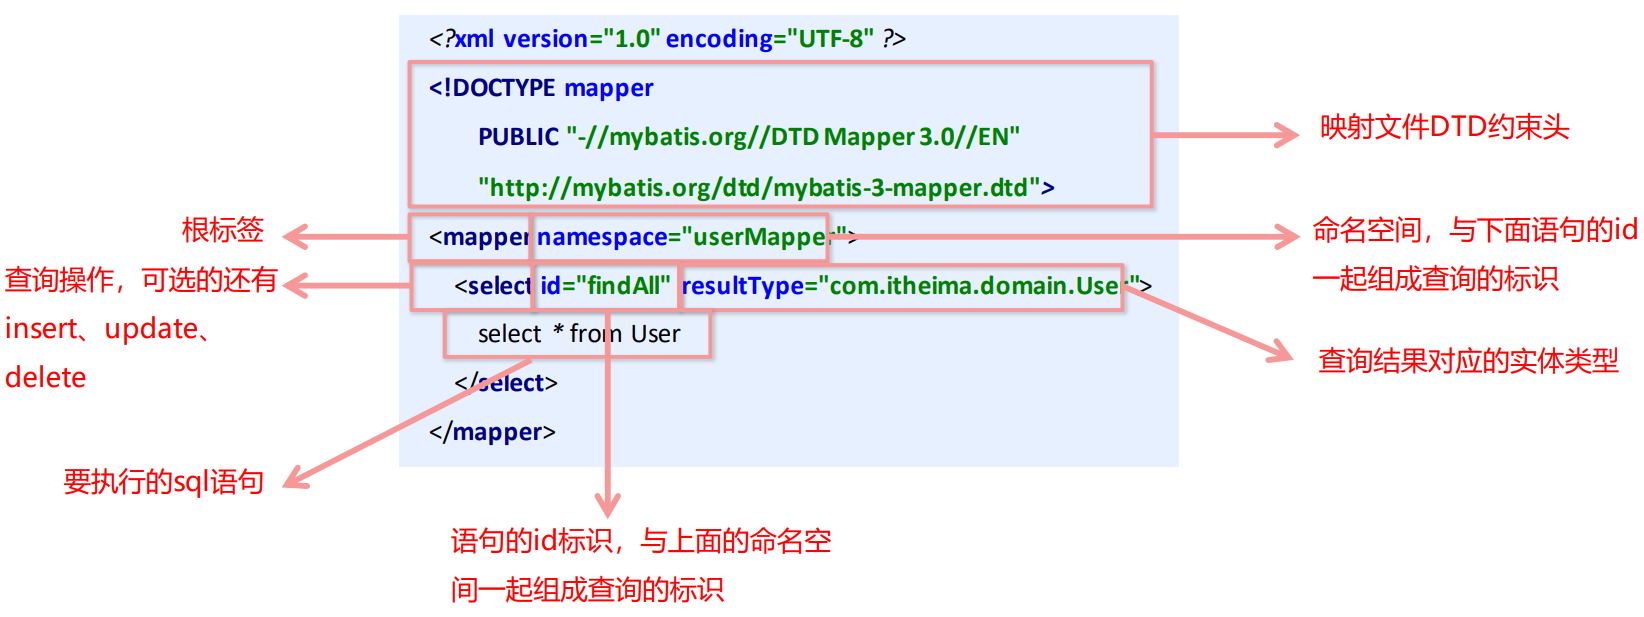 <?xml version="1.0" encoding="UTF-8" ?>
<!DOCTYPE mapper
PUBLIC "-//mybatis.org//DTD Mapper 3.0//EN"
"http://mybatis.org/dtd/mybatis-3-mapper.dtd">
<mapper namespace="userMapper">
<select id="findAll" resultType="com.itheima.domain.User">
select * from User
</select>
</mapper>
映射文件DTD约束头
根标签
命名空间，与下面语句的id
一起组成查询的标识
查询操作，可选的还有
insert、update、
delete
查询结果对应的实体类型
要执行的sql语句
语句的id标识，与上面的命名空
间一起组成查询的标识